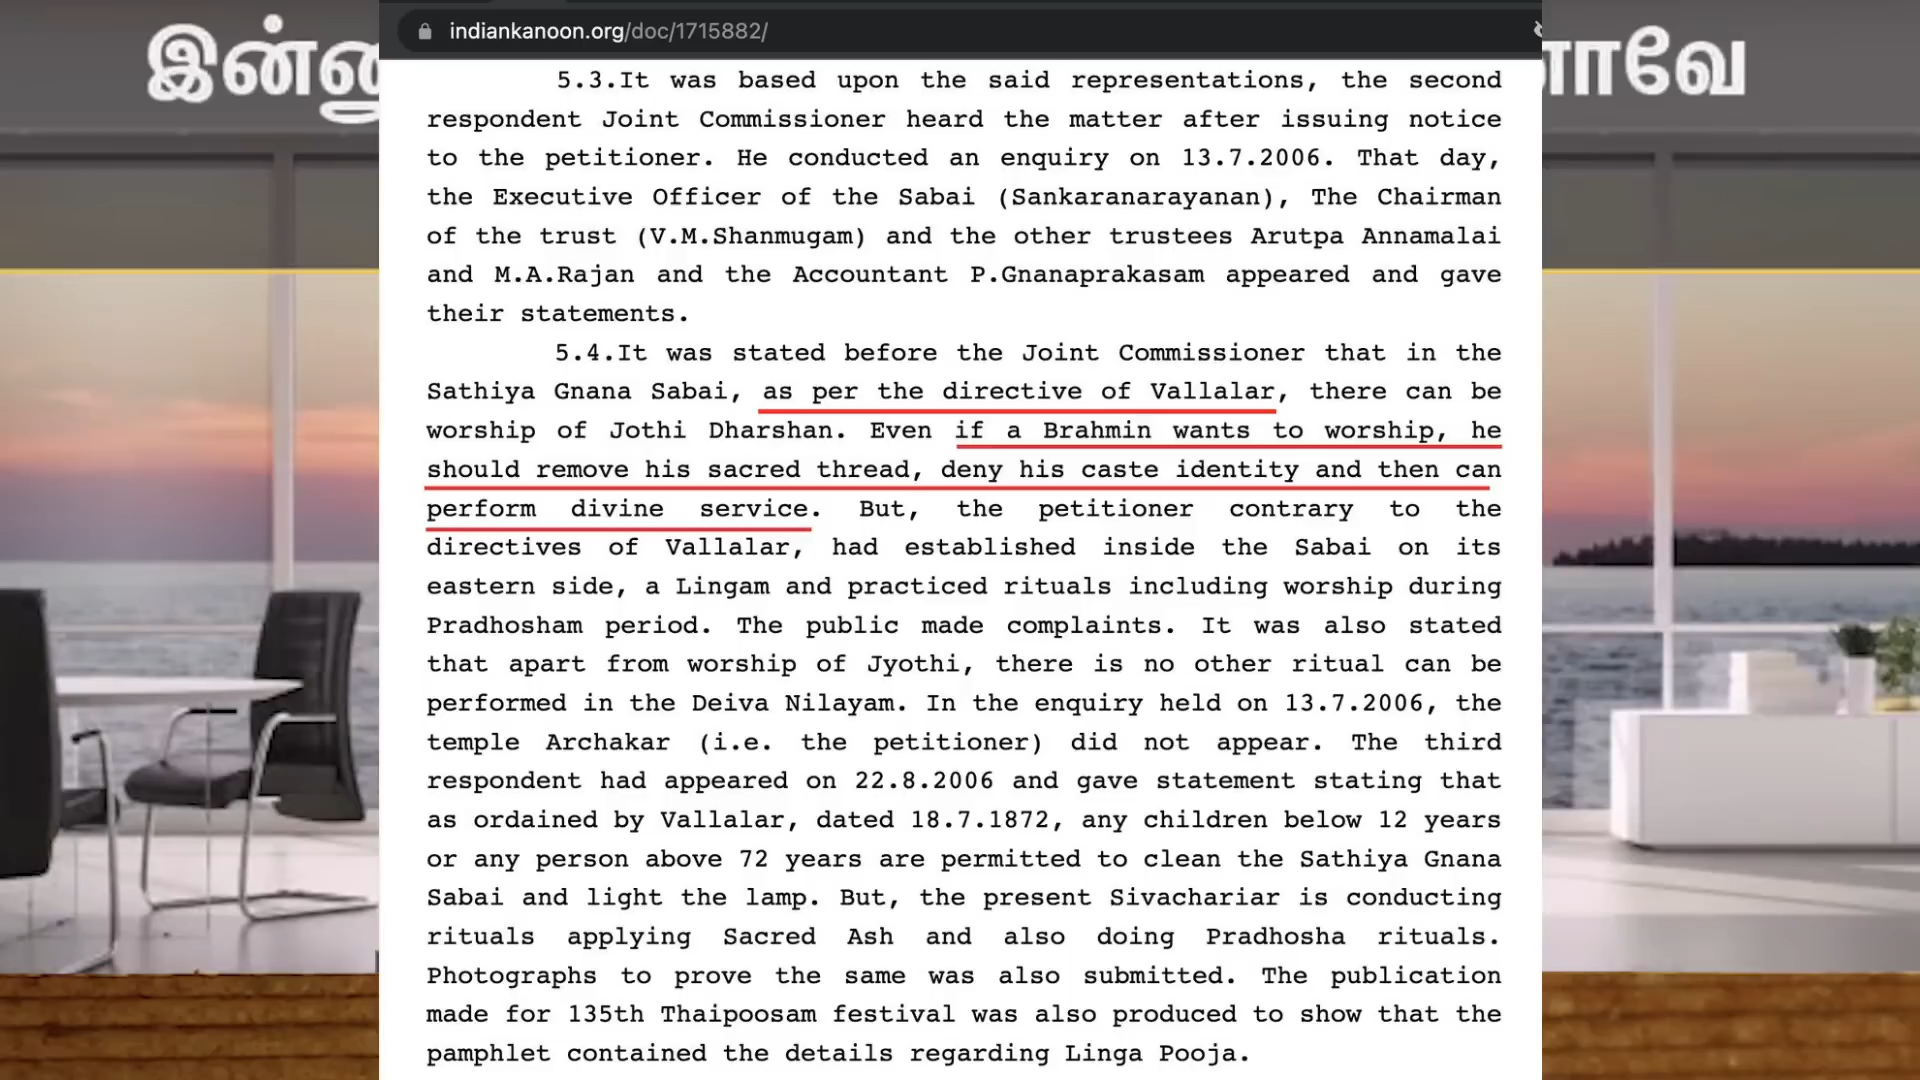 இன்னு
ளாவே
indiankanoon.org/doc/1715882/
5.3.It was based upon the said representations, the second
respondent Joint Commissioner heard the matter after issuing notice
to the petitioner. He conducted an enquiry on 13.7.2006. That day,
the Executive Officer of the Sabai (Sankaranarayanan), The Chairman
of the trust (V.M.Shanmugam) and the other trustees Arutpa Annamalai
and M.A.Rajan and the Accountant P.Gnanaprakasam appeared and gave
their statements.
5.4.It was stated before the Joint Commissioner that in the
Sathiya Gnana Sabai, as per the directive of Vallalar, there can be
worship of Jothi Dharshan. Even if a Brahmin wants to worship, he
should remove his sacred thread, deny his caste identity and then can
perform divine service. But, the petitioner contrary to the
directives of Vallalar, had established inside the Sabai on its
eastern side, a Lingam and practiced rituals including worship during
Pradhosham period. The public made complaints. It was also stated
that apart from worship of Jyothi, there is no other ritual can be
performed in the Deiva Nilayam. In the enquiry held on 13.7.2006, the
temple Archakar (i.e. the petitioner) did not appear. The third
respondent had appeared on 22.8.2006 and gave statement stating that
as ordained by Vallalar, dated 18.7.1872, any children below 12 years
or any person above 72 years are permitted to clean the Sathiya Gnana
Sabai and light the lamp. But, the present Sivachariar is conducting
rituals applying Sacred Ash and also doing Pradhosha rituals.
Photographs to prove the same was also submitted. The publication
made for 135th Thaipoosam festival was also produced to show that the
pamphlet contained the details regarding Linga Pooja.